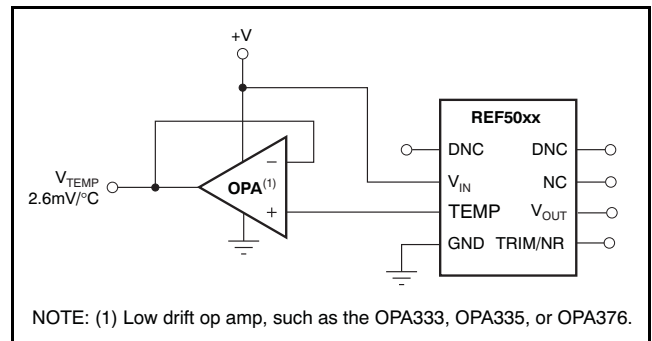 +V
REF50xx
DNC DNC
V_TEMP
2.6mV/°C
OPA(1)
–
+
V_IN NC
TEMP V_OUT
GND TRIM/NR
NOTE: (1) Low drift op amp, such as the OPA333, OPA335, or OPA376.